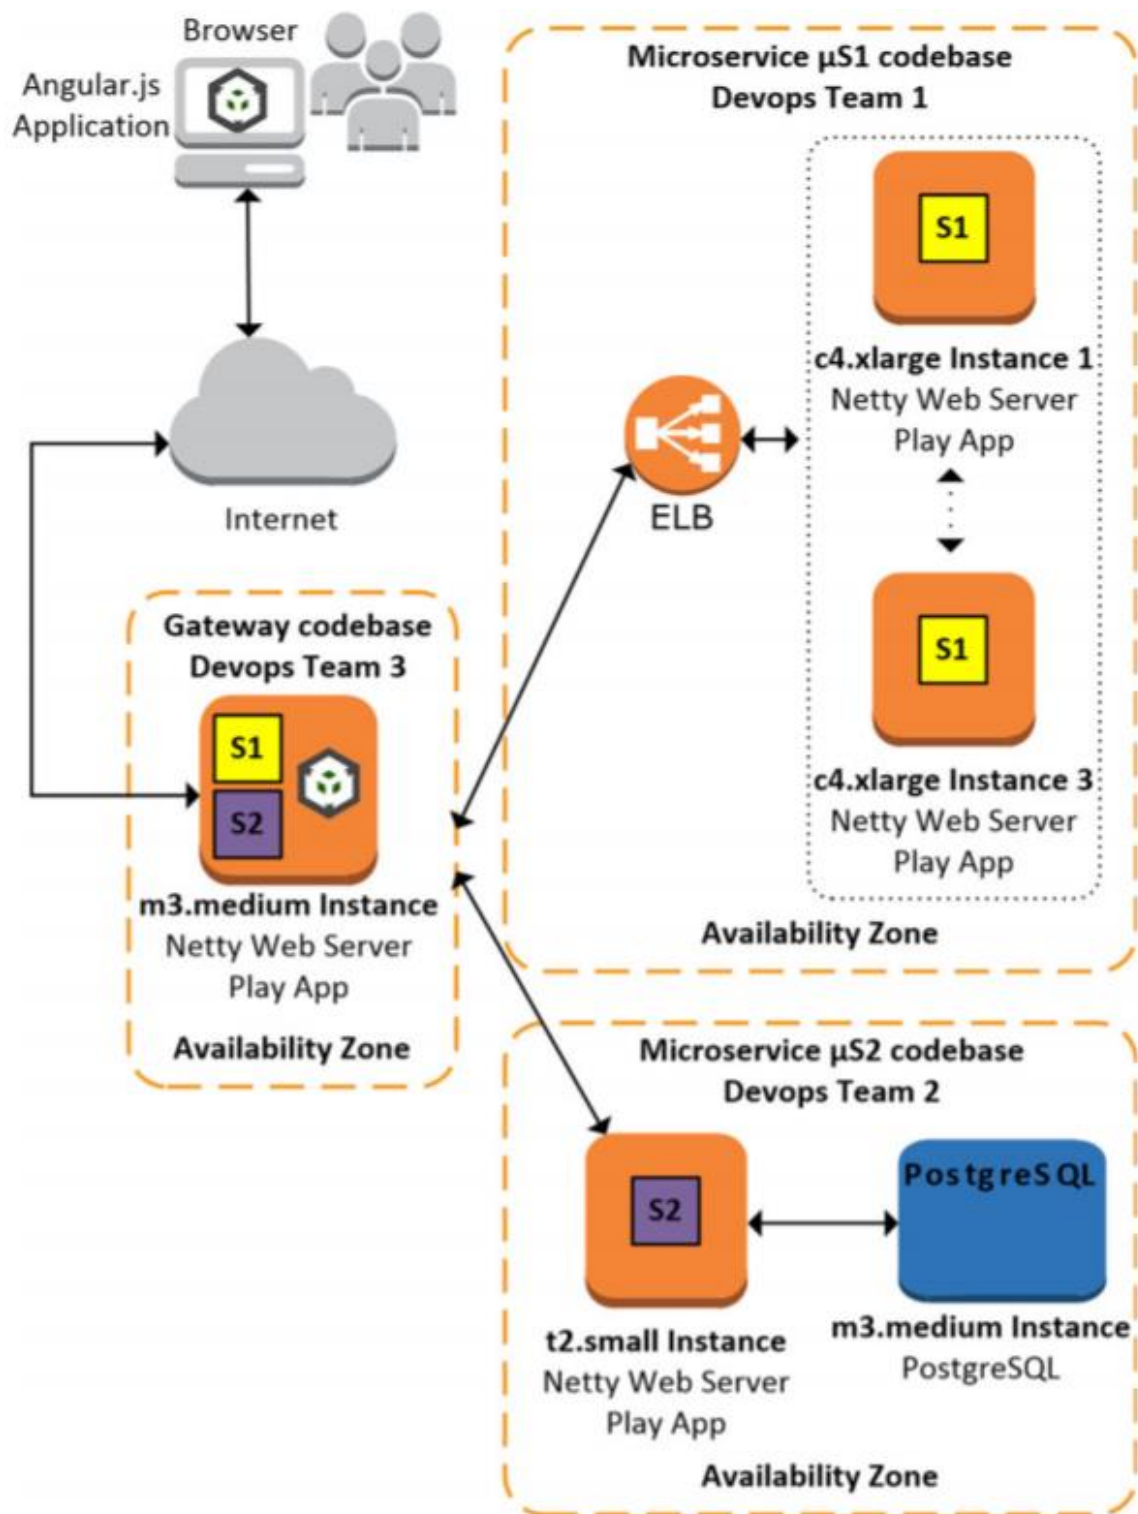 Browser
Angular.js
Application
Internet
Gateway codebase
Devops Team 3
S1
S2
m3.medium Instance
Netty Web Server
Play App
Availability Zone
Microservice μS1 codebase
Devops Team 1
S1
c4.xlarge Instance 1
Netty Web Server
Play App
ELB
S1
c4.xlarge Instance 3
Netty Web Server
Play App
Availability Zone
Microservice μS2 codebase
Devops Team 2
S2
t2.small Instance
Netty Web Server
Play App
PostgreSQL
m3.medium Instance
PostgreSQL
Availability Zone